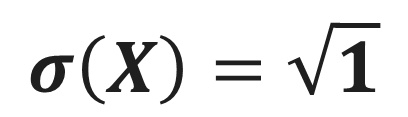 σ(X) = √1